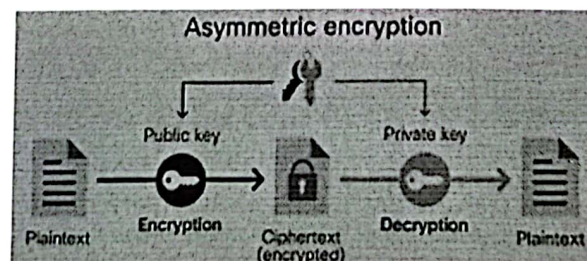 Asymmetric encryption
Public key
Private key
Encryption
Decryption
Plaintext
Ciphertext
(encrypted)
Plaintext